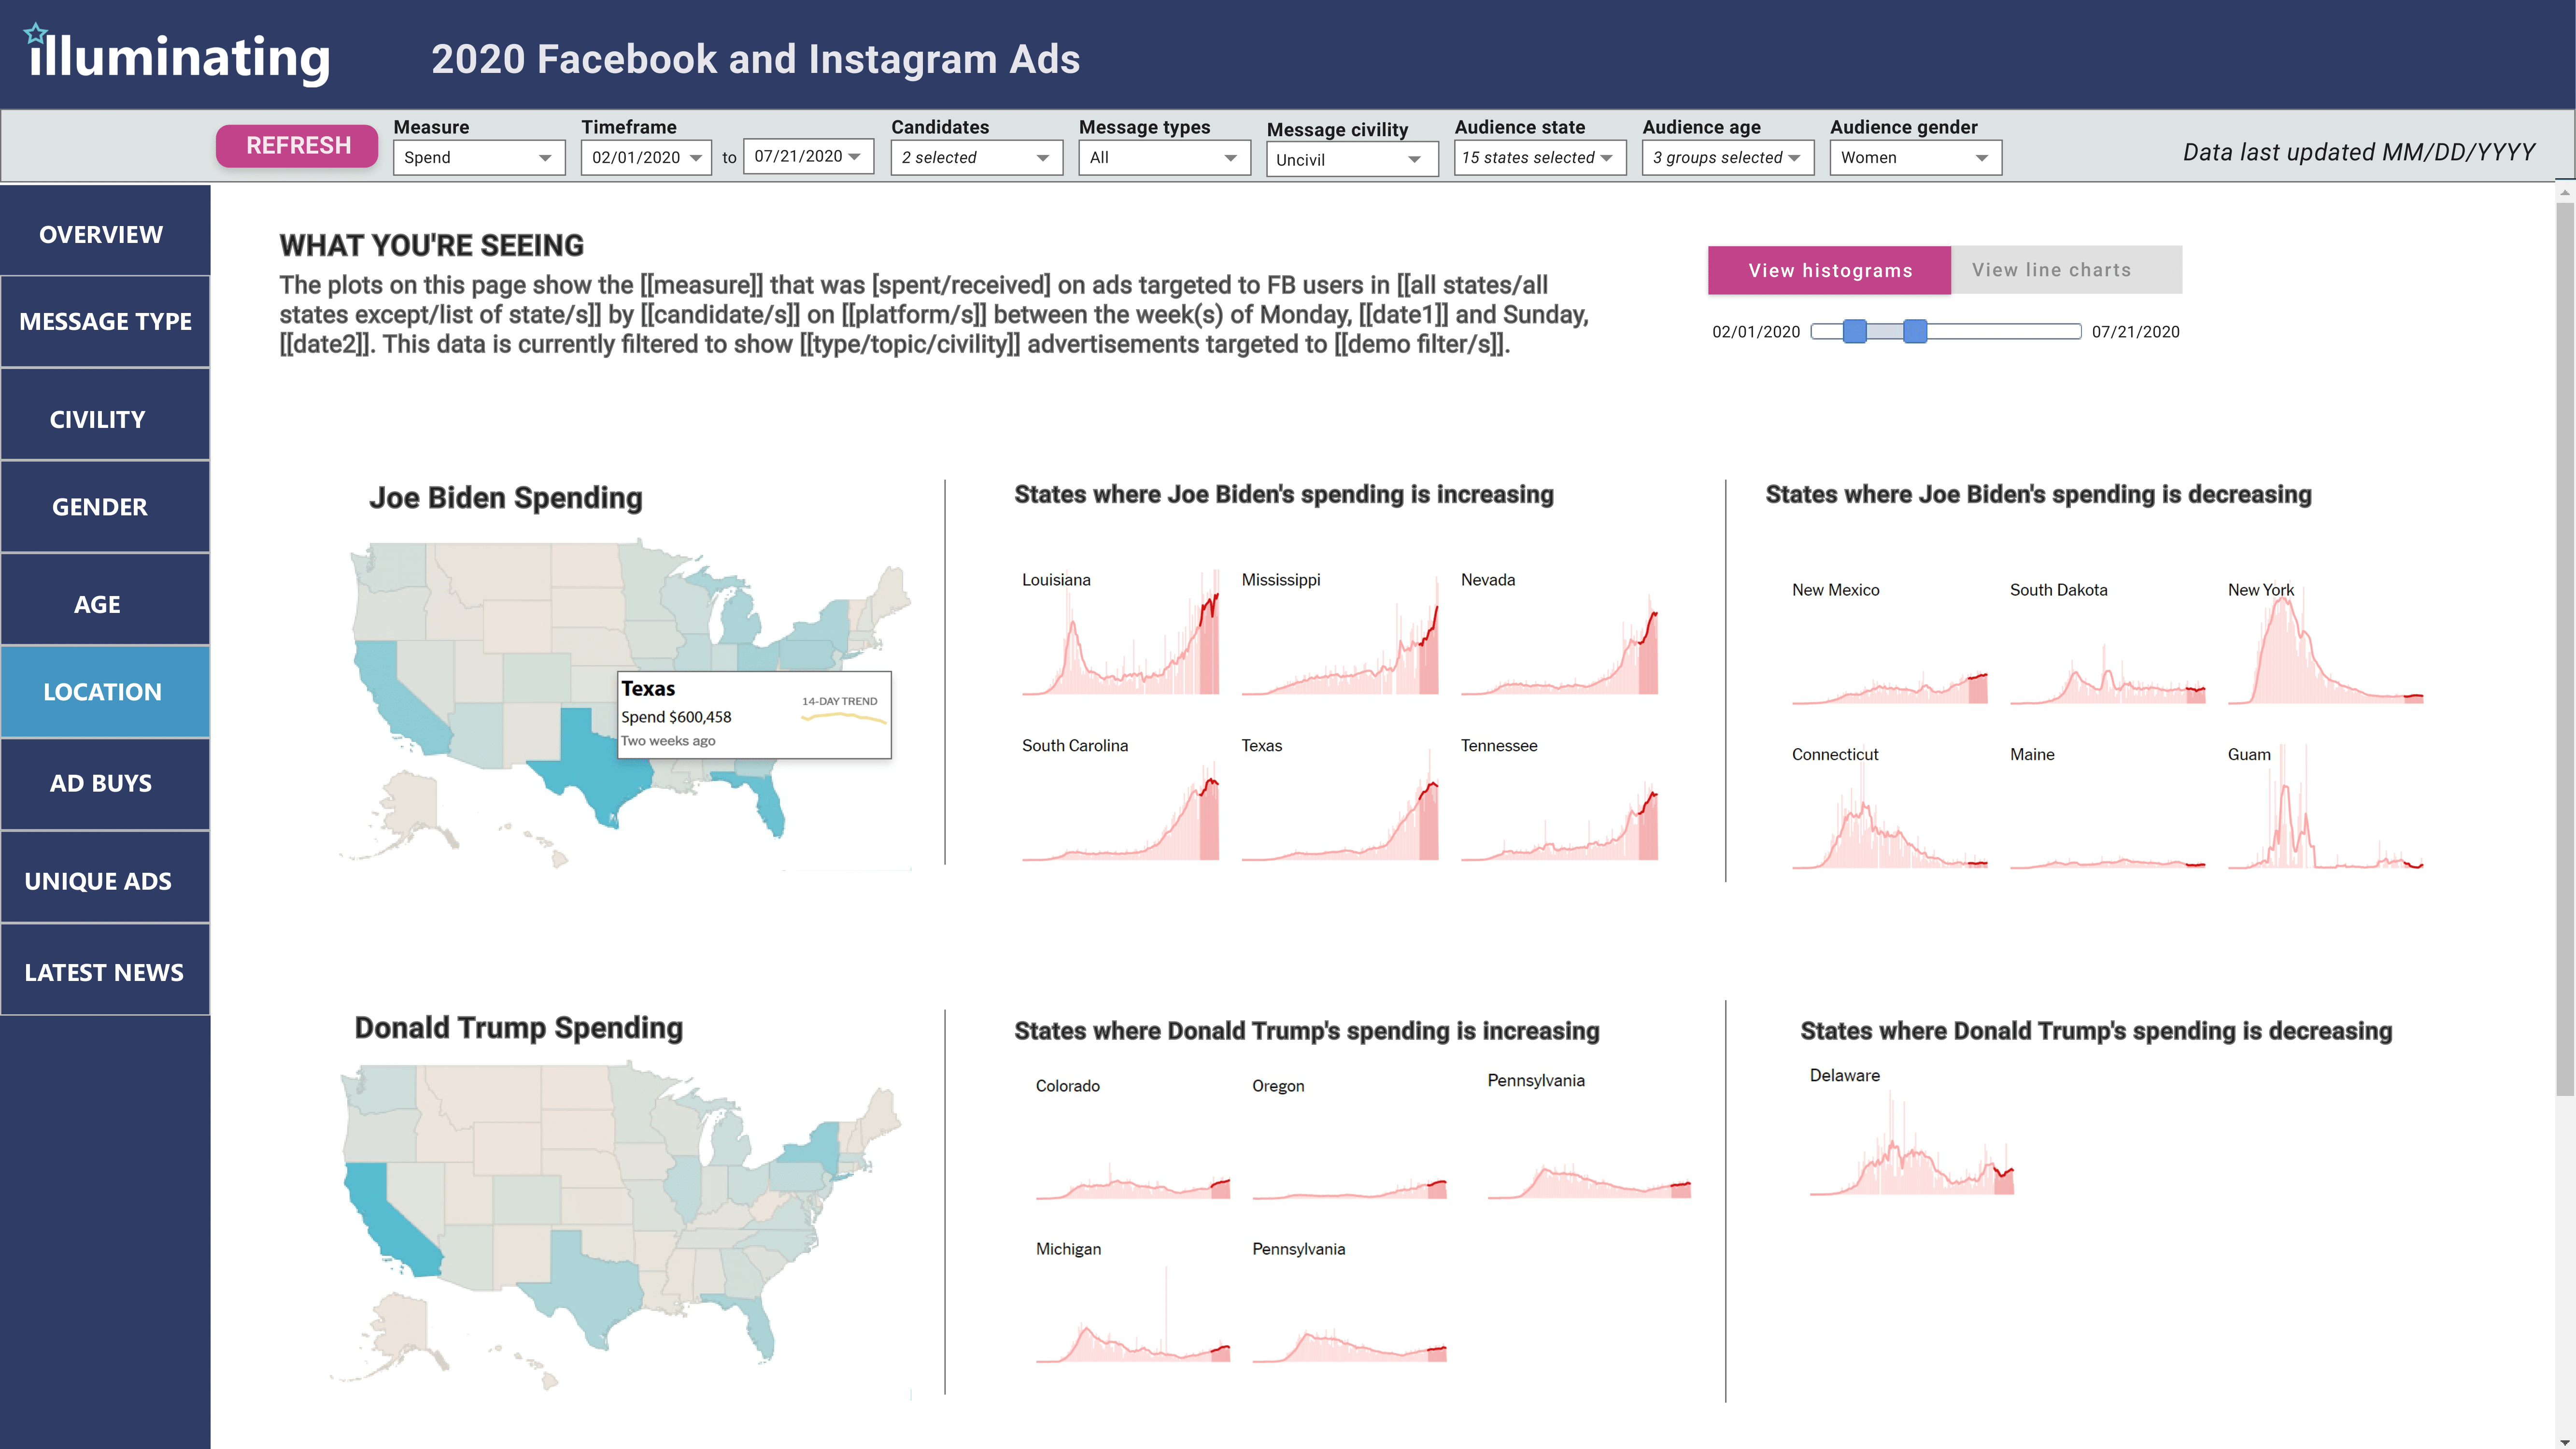 illuminating
2020 Facebook and Instagram Ads
REFRESH
Measure
Spend
Timeframe
02/01/2020
to
07/21/2020
Candidates
2 selected
Message types
All
Message civility
Uncivil
Audience state
15 states selected
Audience age
3 groups selected
Audience gender
Women
Data last updated MM/DD/YYYY
OVERVIEW
MESSAGE TYPE
CIVILITY
GENDER
AGE
LOCATION
AD BUYS
UNIQUE ADS
LATEST NEWS
WHAT YOU'RE SEEING
The plots on this page show the [[measure]] that was [spent/received] on ads targeted to FB users in [[all states/all
states except/list of state/s]] by [[candidate/s]] on [[platform/s]] between the week(s) of Monday, [[date1]] and Sunday,
[[date2]]. This data is currently filtered to show [[type/topic/civility]] advertisements targeted to [[demo filter/s]].
View histograms
View line charts
02/01/2020
07/21/2020
Joe Biden Spending
Texas
Spend $600,458
Two weeks ago
14-DAY TREND
States where Joe Biden's spending is increasing
Louisiana
Mississippi
Nevada
South Carolina
Texas
Tennessee
States where Joe Biden's spending is decreasing
New Mexico
South Dakota
New York
Connecticut
Maine
Guam
Donald Trump Spending
States where Donald Trump's spending is increasing
Colorado
Oregon
Pennsylvania
Michigan
Pennsylvania
States where Donald Trump's spending is decreasing
Delaware